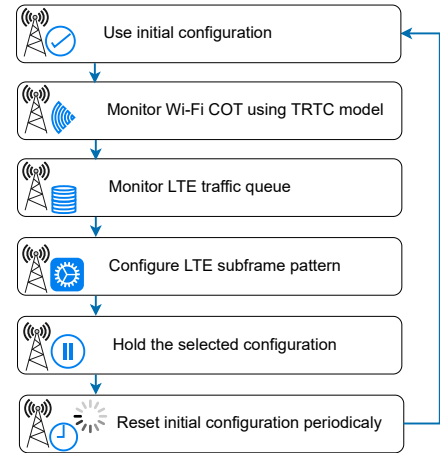 Use initial configuration
Monitor Wi-Fi COT using TRTC model
Monitor LTE traffic queue
Configure LTE subframe pattern
Hold the selected configuration
Reset initial configuration periodicaly